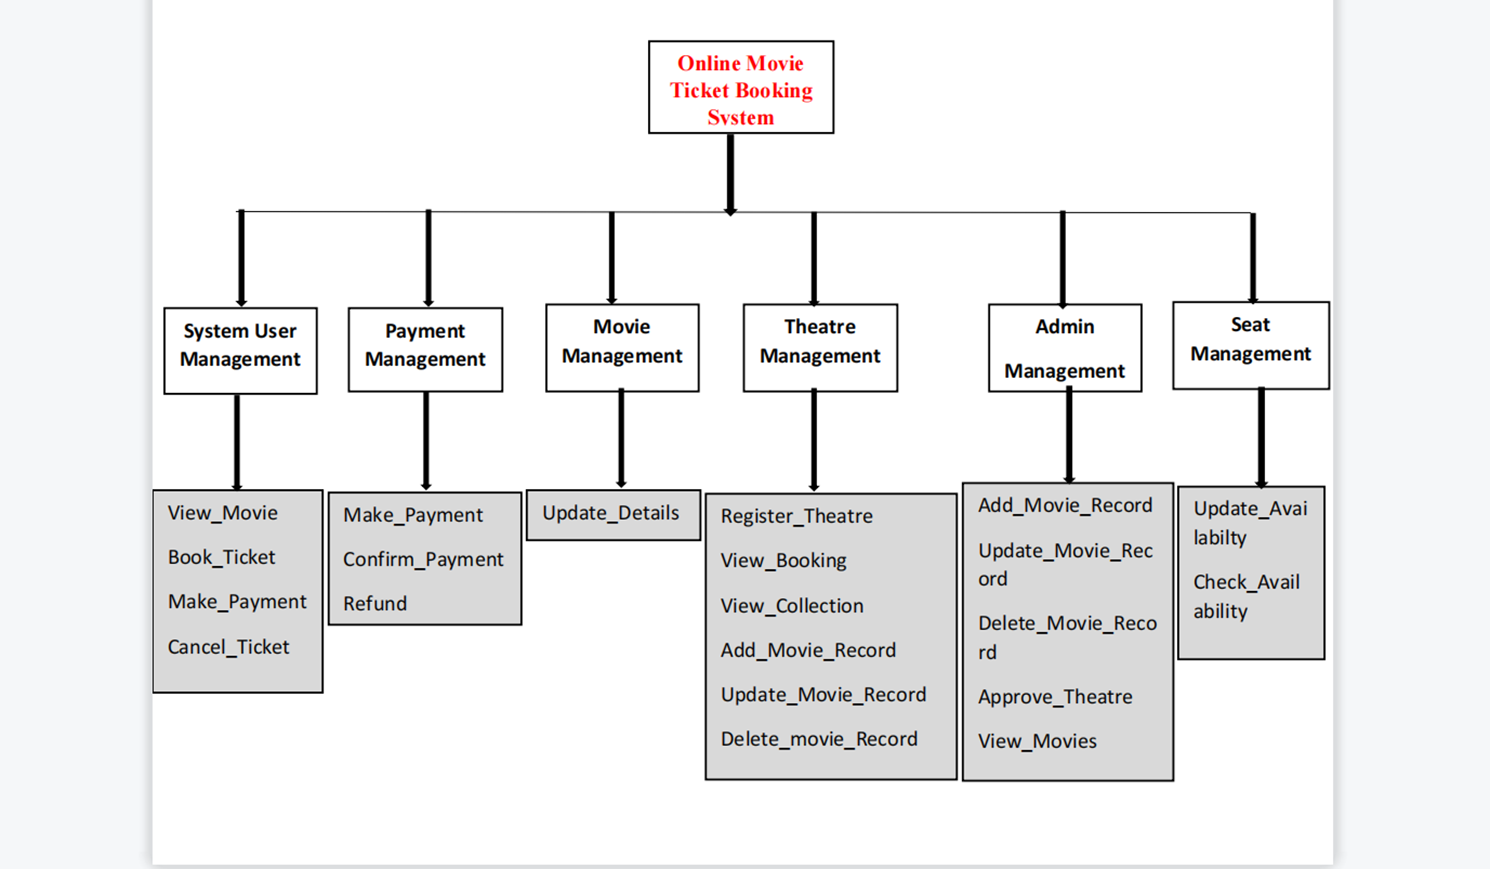 Online Movie
Ticket Booking
System
System User
Management
Payment
Management
Movie
Management
Theatre
Management
Admin
Management
Seat
Management
View_Movie
Book_Ticket
Make_Payment
Cancel_Ticket
Make_Payment
Confirm_Payment
Refund
Update_Details
Register_Theatre
View_Booking
View_Collection
Add_Movie_Record
Update_Movie_Record
Delete_movie_Record
Add_Movie_Record
Update_Movie_Rec
ord
Delete_Movie_Reco
rd
Approve_Theatre
View_Movies
Update_Avai
labilty
Check_Avail
ability